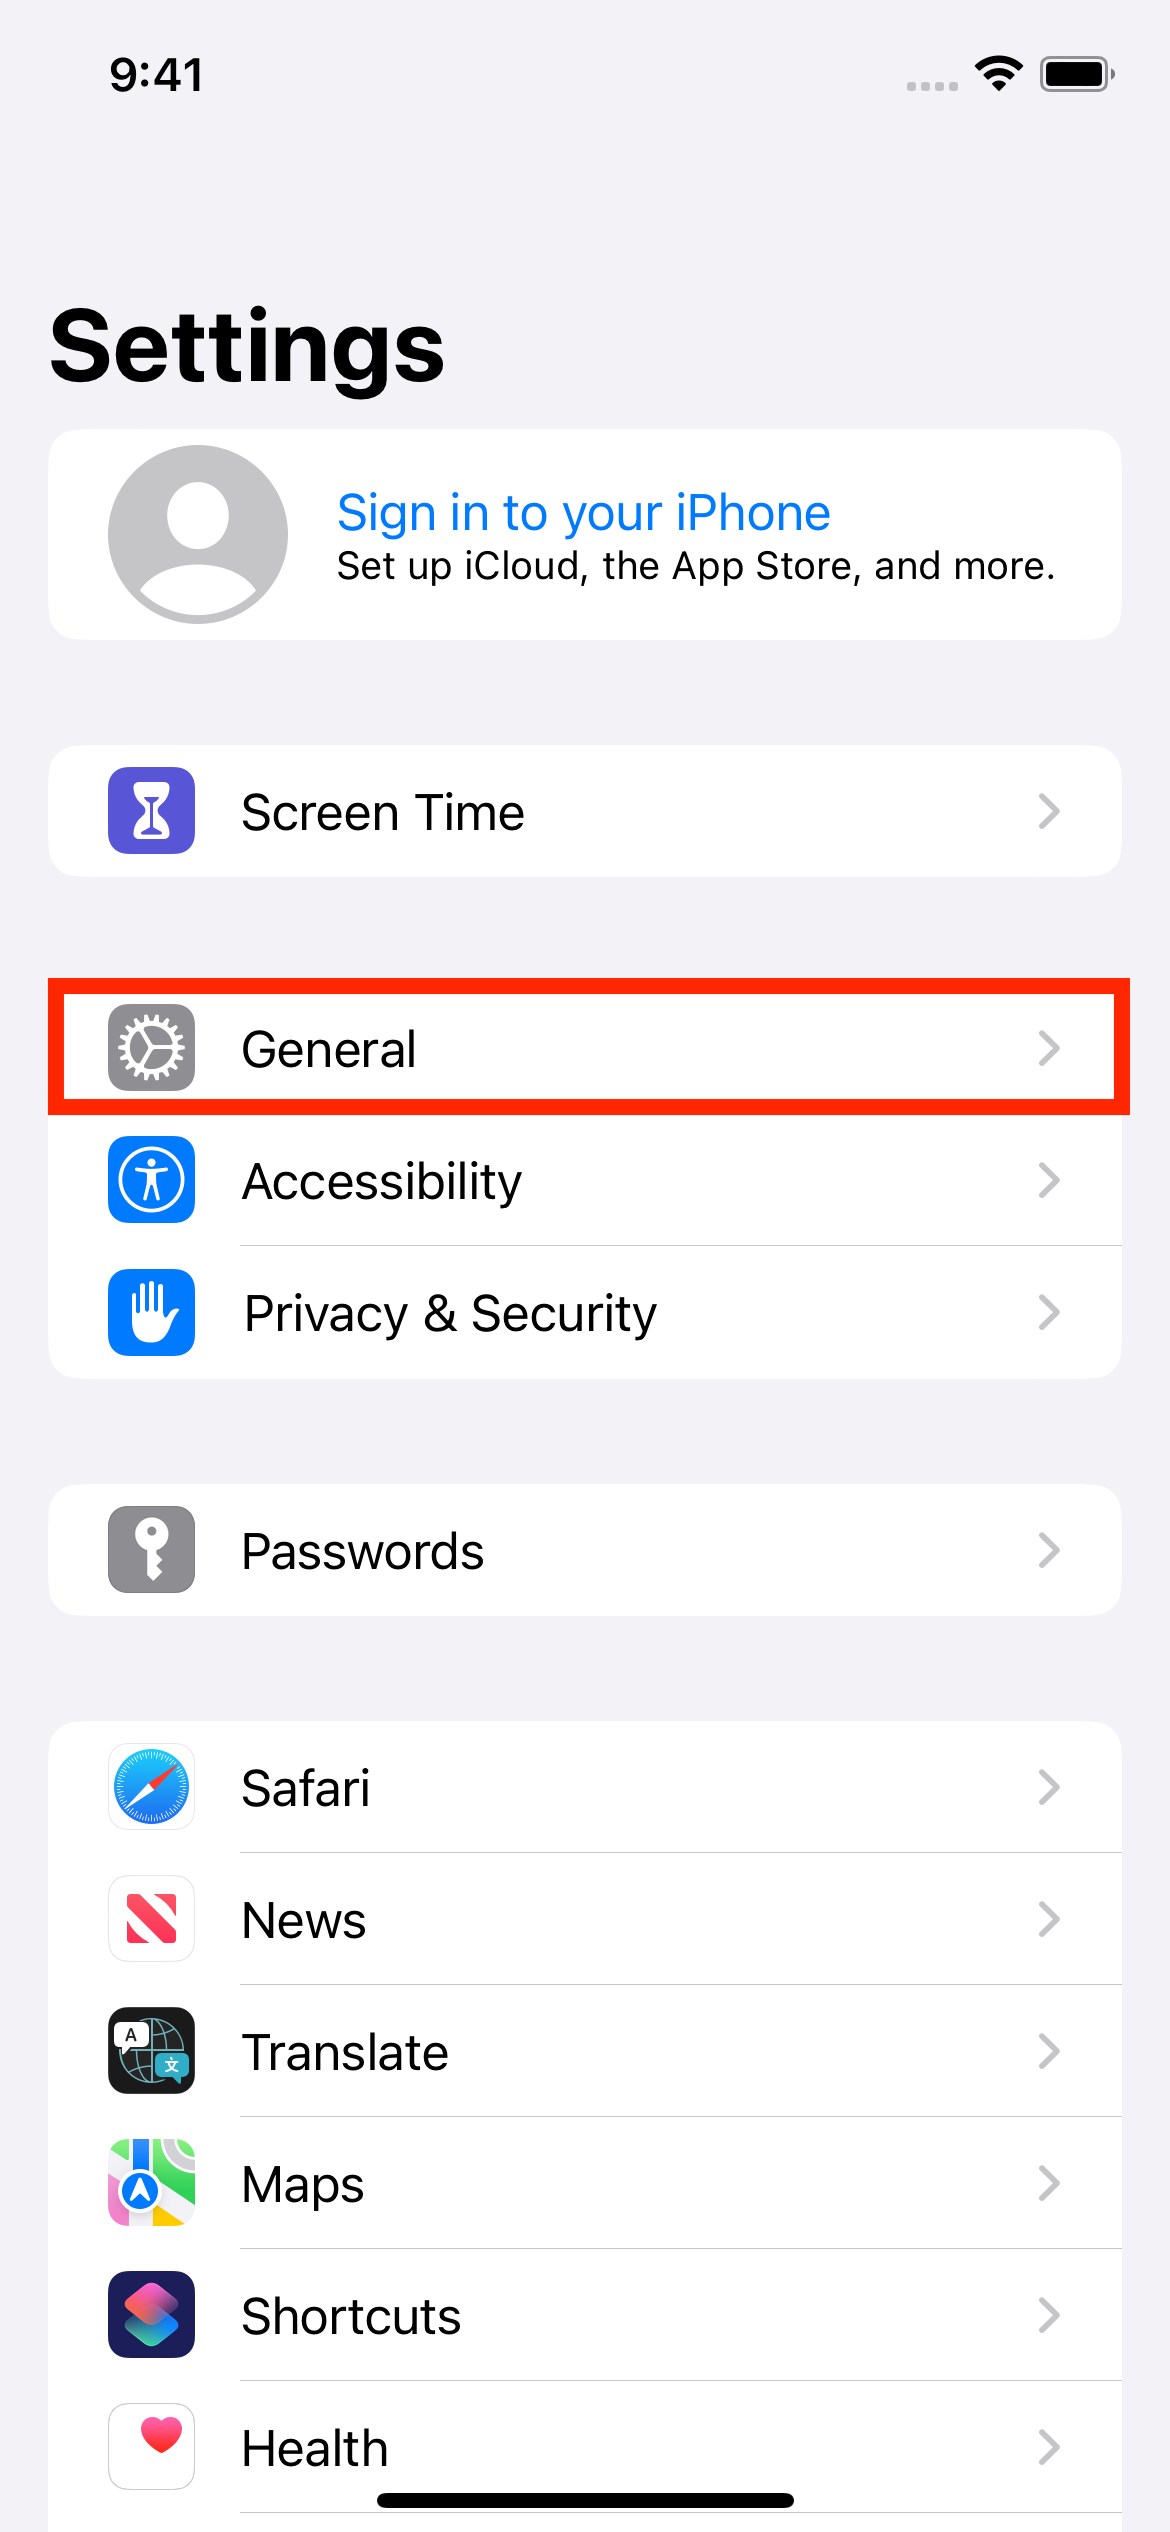 9:41
Settings
Sign in to your iPhone
Set up iCloud, the App Store, and more.
Screen Time
General
Accessibility
Privacy & Security
Passwords
Safari
News
A
文
Translate
Maps
Shortcuts
Health